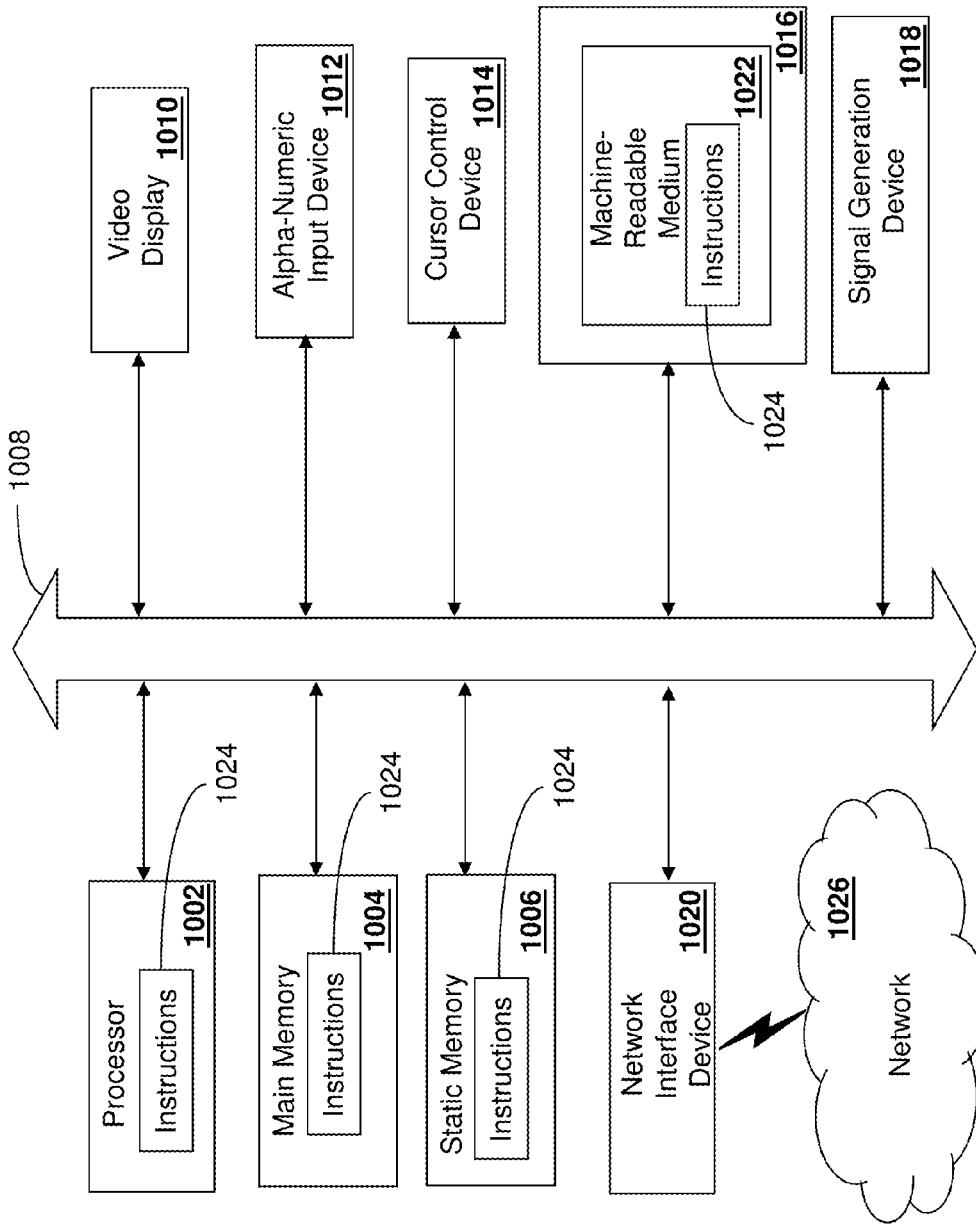 1008
Processor
Instructions
1002
1024
Main Memory
Instructions
1004
1024
Static Memory
Instructions
1006
1024
Network
Interface
Device
1020
Network
1026
Video
Display
1010
Alpha-Numeric
Input Device
1012
Cursor Control
Device
1014
Machine-
Readable
Medium
Instructions
1022
1016
1024
Signal Generation
Device
1018